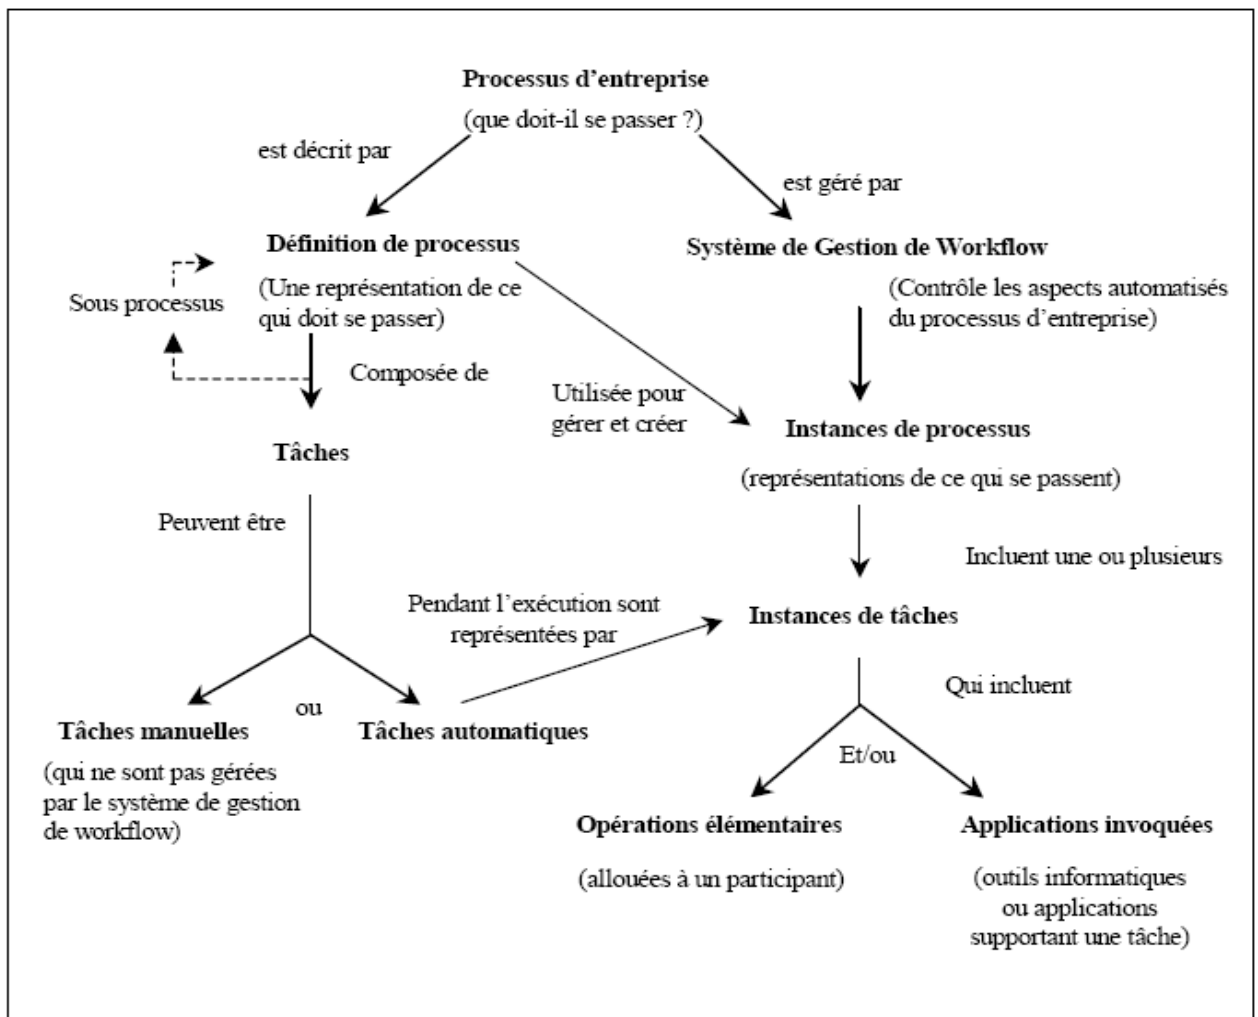 Processus d’entreprise
(que doit-il se passer ?)
est décrit par
est géré par
Définition de processus
Système de Gestion de Workflow
Sous processus
(Une représentation de ce
qui doit se passer)
(Contrôle les aspects automatisés
du processus d’entreprise)
Composée de
Utilisée pour
gérer et créer
Instances de processus
Tâches
(représentations de ce qui se passent)
Peuvent être
Incluent une ou plusieurs
Pendant l’exécution sont
représentées par
Instances de tâches
Qui incluent
ou
Tâches manuelles
Tâches automatiques
(qui ne sont pas gérées
par le système de gestion
de workflow)
Et/ou
Opérations élémentaires
Applications invoquées
(allouées à un participant)
(outils informatiques
ou applications
supportant une tâche)